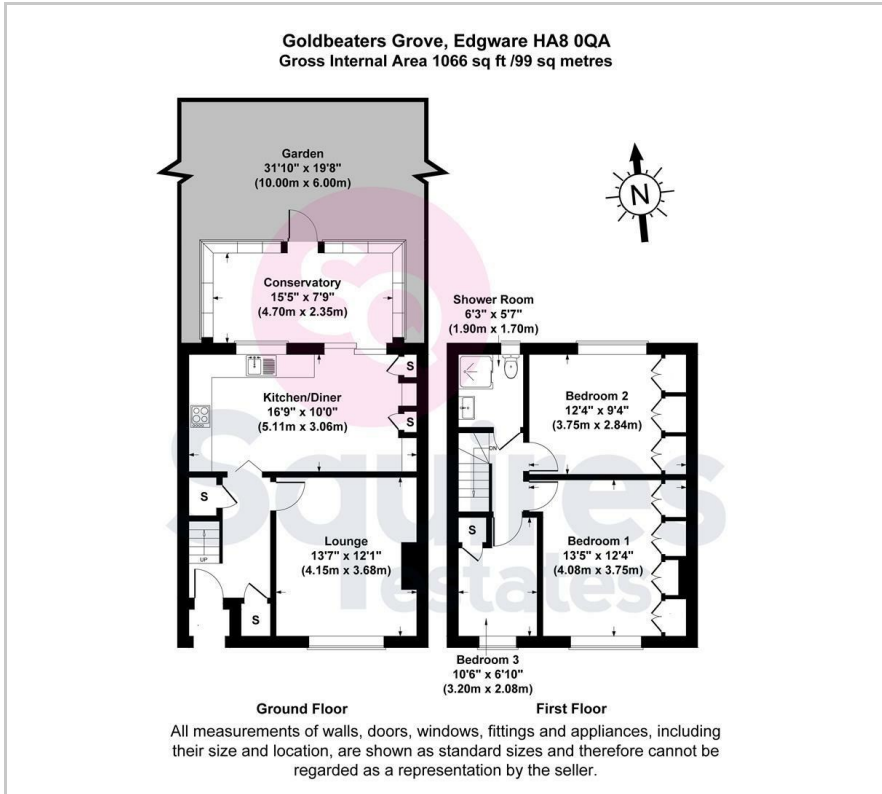 Goldbeaters Grove, Edgware HA8 0QA
Gross Internal Area 1066 sq ft /99 sq metres
Garden
31'10" x 19'8"
(10.00m x 6.00m)
N
Conservatory
15'5" x 7'9"
(4.70m x 2.35m)
Shower Room
6'3" x 5'7"
(1.90m x 1.70m)
S
Kitchen/Diner
16'9" x 10'0"
(5.11m x 3.06m)
S
Bedroom 2
12'4" x 9'4"
(3.75m x 2.84m)
DN
S
Lounge
13'7" x 12'1"
(4.15m x 3.68m)
UP
S
S
Bedroom 1
13'5" x 12'4"
(4.08m x 3.75m)
Bedroom 3
10'6" x 6'10"
(3.20m x 2.08m)
SQ
Squires
Estates
Ground Floor
First Floor
All measurements of walls, doors, windows, fittings and appliances, including
their size and location, are shown as standard sizes and therefore cannot be
regarded as a representation by the seller.